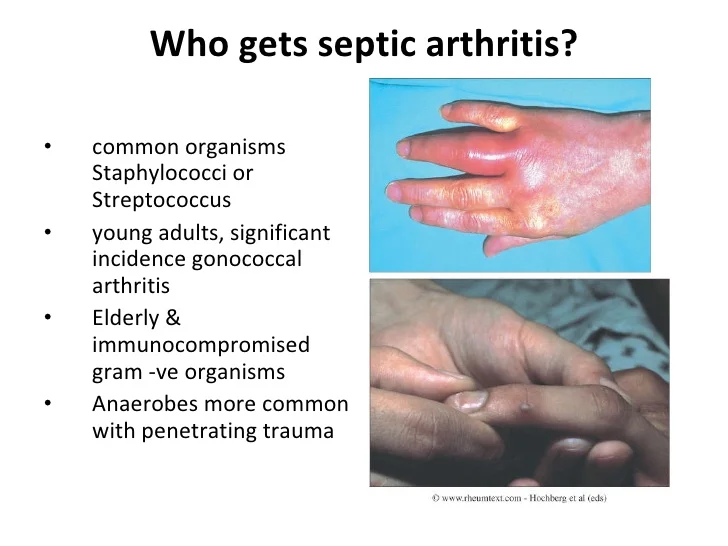 Who gets septic arthritis?
• common organisms
Staphylococci or
Streptococcus
• young adults, significant
incidence gonococcal
arthritis
• Elderly &
immunocompromised
gram -ve organisms
• Anaerobes more common
with penetrating trauma
© www.rheumtext.com - Hochberg et al (eds)